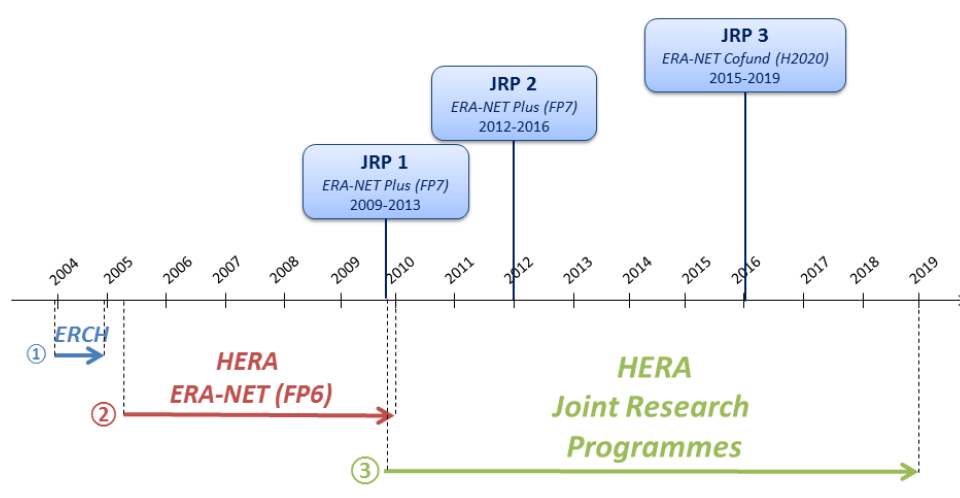 JRP 3
ERA-NET Cofund (H2020)
2015-2019
JRP 2
ERA-NET Plus (FP7)
2012-2016
JRP 1
ERA-NET Plus (FP7)
2009-2013
2004 2005 2006 2007 2008 2009 2010 2011 2012 2013 2014 2015 2016 2017 2018 2019
① ERCH
HERA
ERA-NET (FP6)
②
HERA
Joint Research
Programmes
③